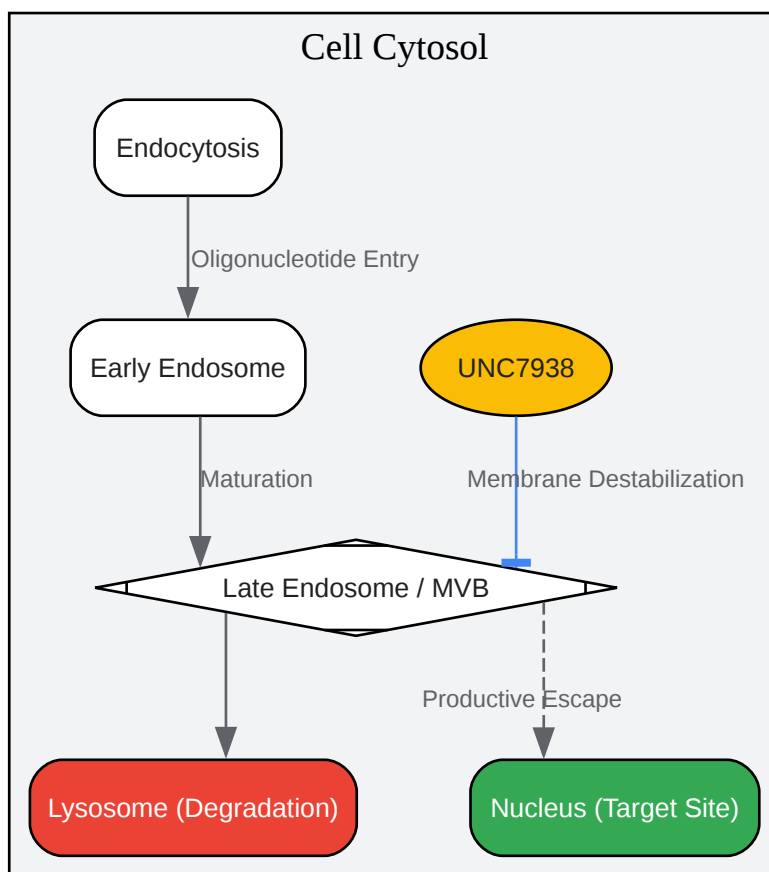 Cell Cytosol
Endocytosis
Oligonucleotide Entry
Early Endosome
UNC7938
Maturation
Membrane Destabilization
Late Endosome / MVB
Productive Escape
Lysosome (Degradation)
Nucleus (Target Site)